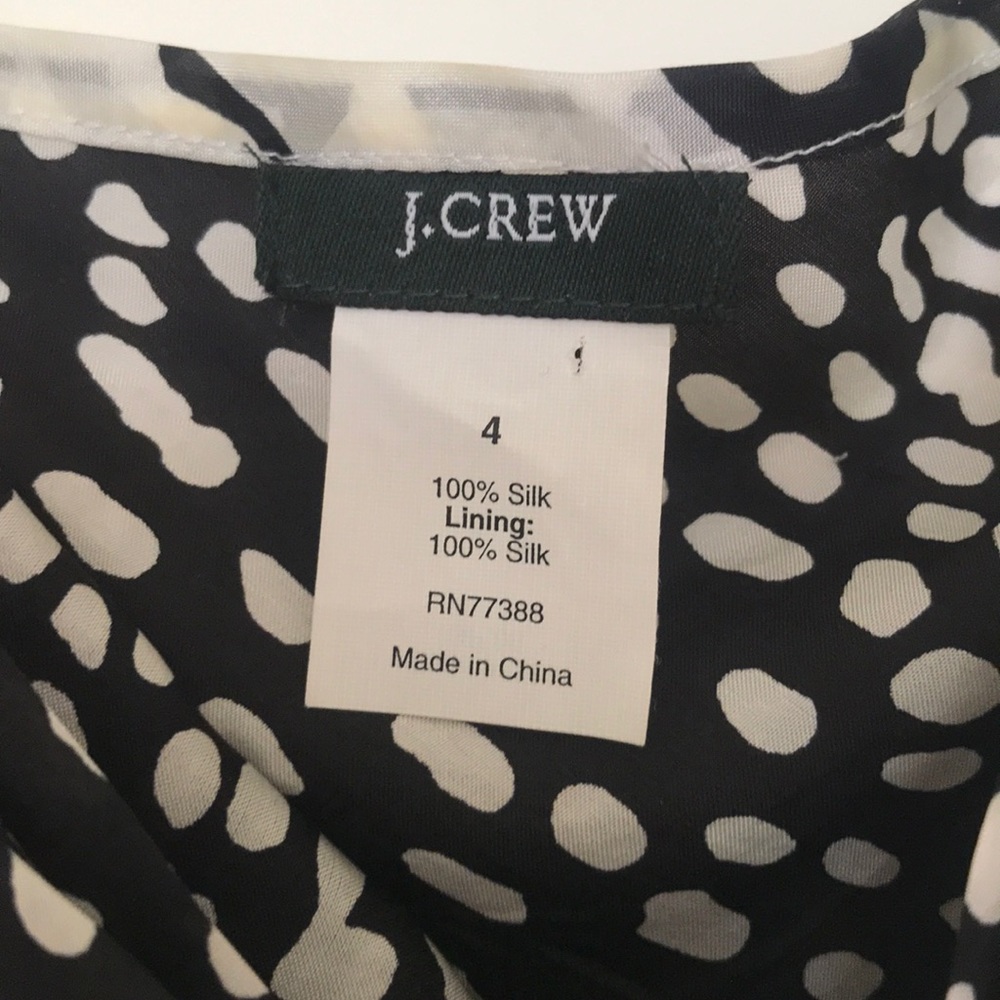 J.CREW
4
100% Silk
Lining:
100% Silk
RN77388
Made in China